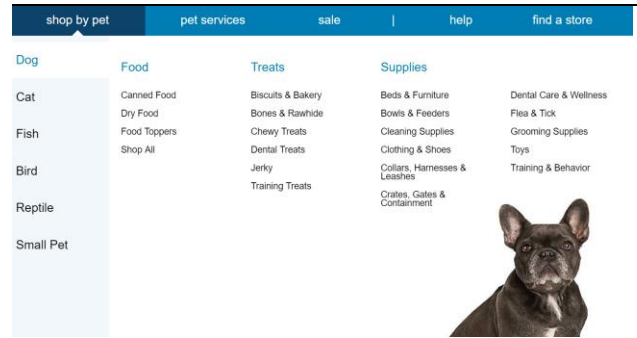 shop by pet pet services sale | help find a store
Dog
Cat
Fish
Bird
Reptile
Small Pet
Food
Canned Food
Dry Food
Food Toppers
Shop All
Treats
Biscuits & Bakery
Bones & Rawhide
Chewy Treats
Dental Treats
Jerky
Training Treats
Supplies
Beds & Furniture
Bowls & Feeders
Cleaning Supplies
Clothing & Shoes
Collars, Harnesses &
Leashes
Crates, Gates &
Containment
Dental Care & Wellness
Flea & Tick
Grooming Supplies
Toys
Training & Behavior